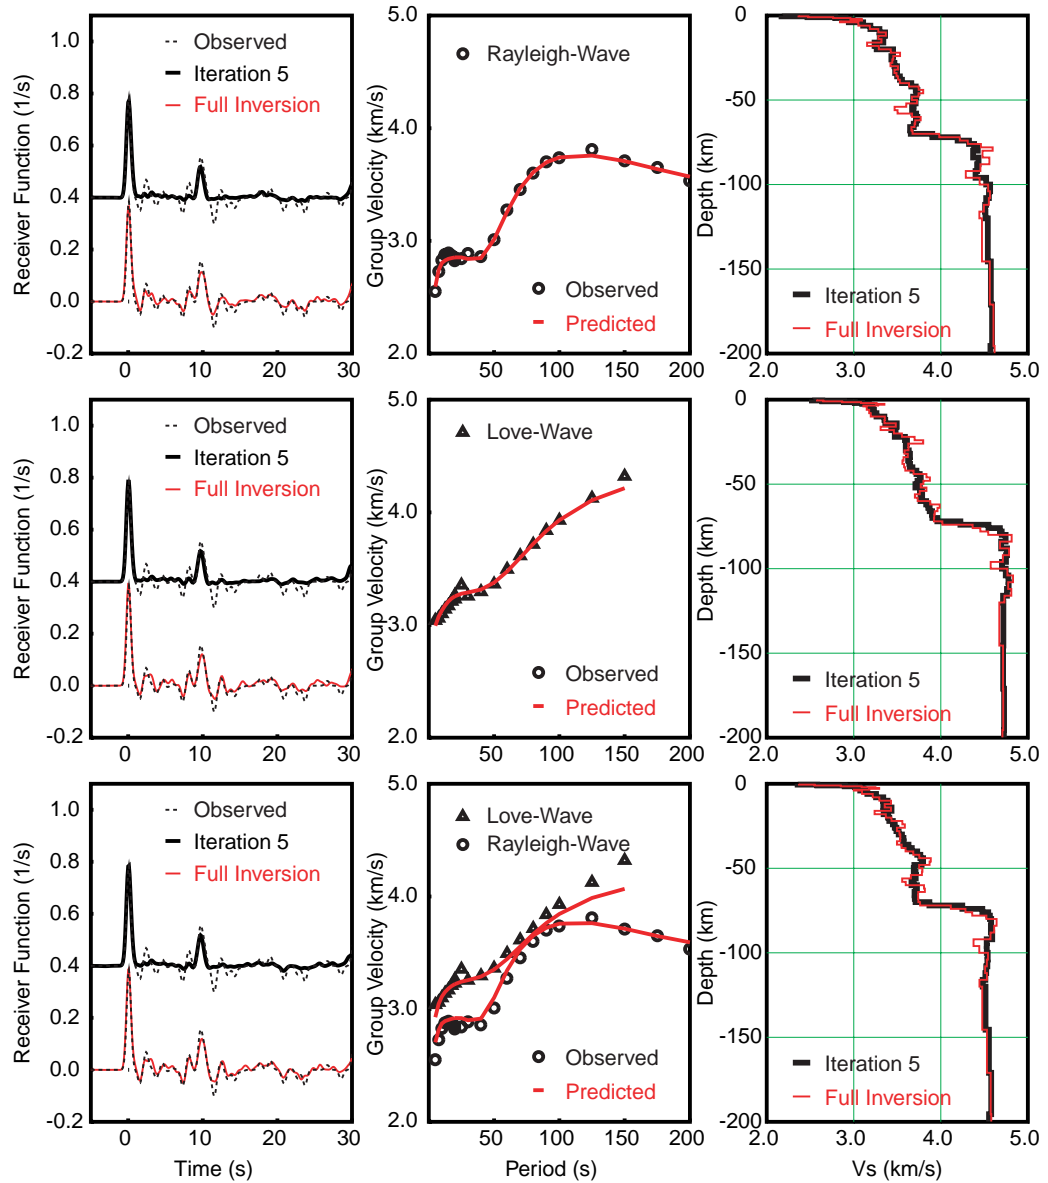 Receiver Function (1/s)
1.0
0.8
0.6
0.4
0.2
0.0
-0.2
Observed
Iteration 5
Full Inversion
0
10
20
30
Group Velocity (km/s)
5.0
4.0
3.0
2.0
Rayleigh-Wave
Observed
Predicted
50
100
150
200
Depth (km)
0
-50
-100
-150
-200
Iteration 5
Full Inversion
2.0
3.0
4.0
5.0
Receiver Function (1/s)
1.0
0.8
0.6
0.4
0.2
0.0
-0.2
Observed
Iteration 5
Full Inversion
0
10
20
30
Group Velocity (km/s)
5.0
4.0
3.0
2.0
Love-Wave
Observed
Predicted
50
100
150
200
Depth (km)
0
-50
-100
-150
-200
Iteration 5
Full Inversion
2.0
3.0
4.0
5.0
Receiver Function (1/s)
1.0
0.8
0.6
0.4
0.2
0.0
-0.2
Observed
Iteration 5
Full Inversion
0
10
20
30
Time (s)
Group Velocity (km/s)
5.0
4.0
3.0
2.0
Love-Wave
Rayleigh-Wave
Observed
Predicted
50
100
150
200
Period (s)
Depth (km)
0
-50
-100
-150
-200
Iteration 5
Full Inversion
2.0
3.0
4.0
5.0
Vs (km/s)